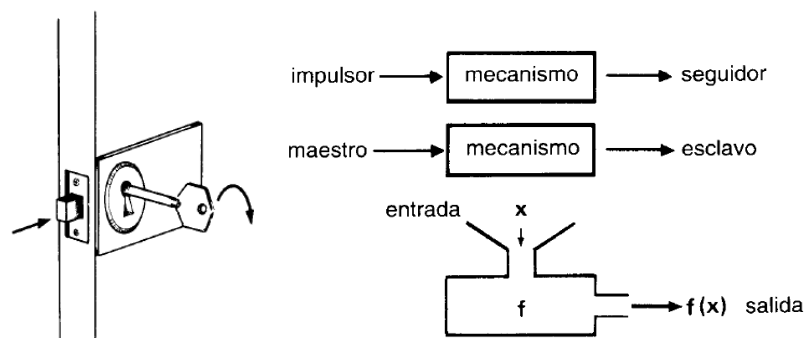 impulsor mecanismo seguidor
maestro mecanismo esclavo
entrada x
f f(x) salida